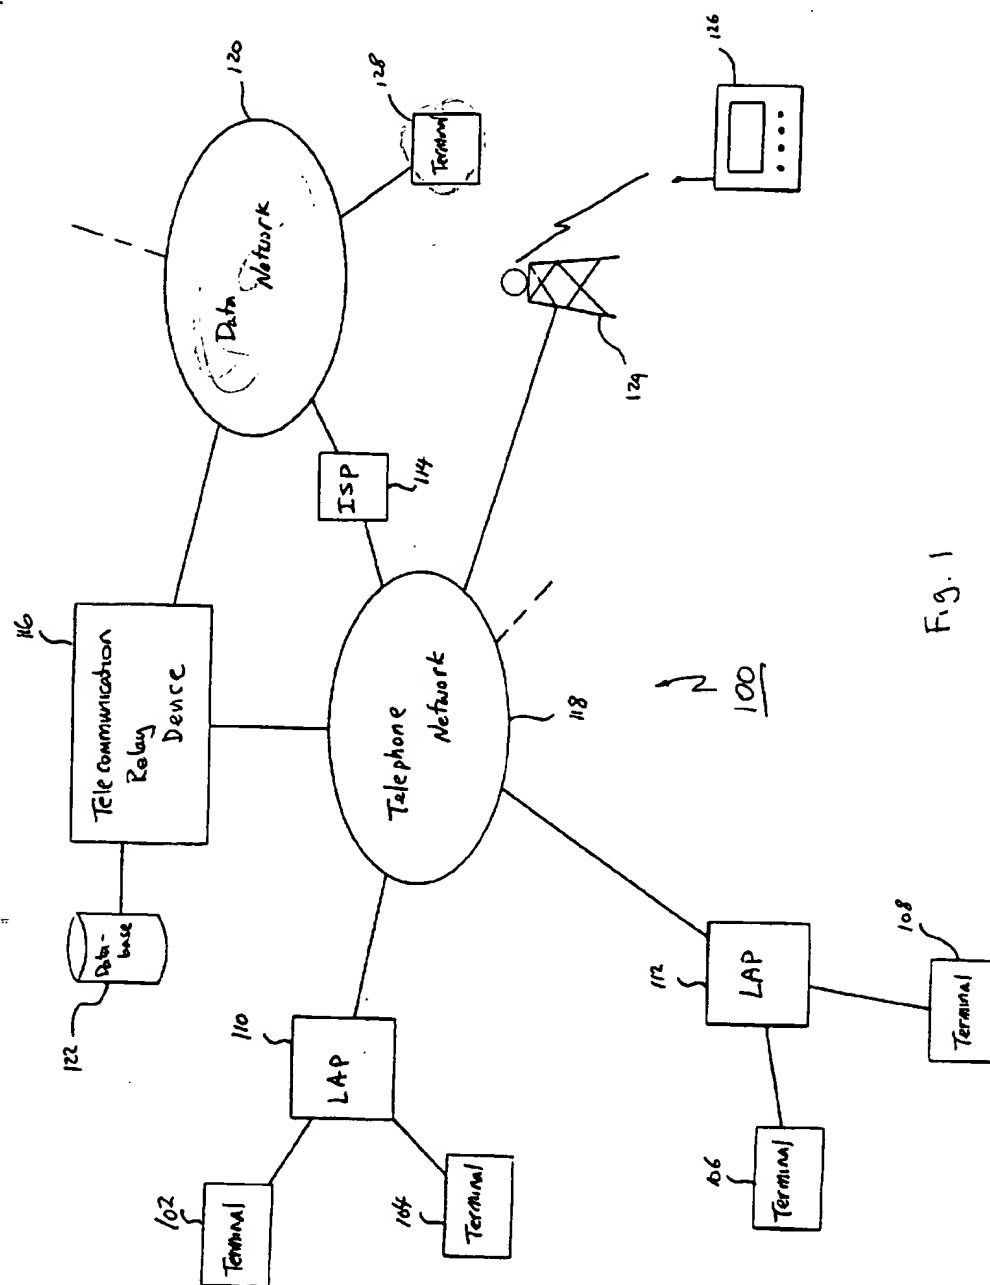 116
Telecommunication
Relay
Device
122
Data-
base
120
Data
Network
128
Terminal
ISP
114
102
Terminal
110
LAP
104
Terminal
Telephone
Network
118
124
126
112
LAP
106
Terminal
108
Terminal
100
Fig. 1